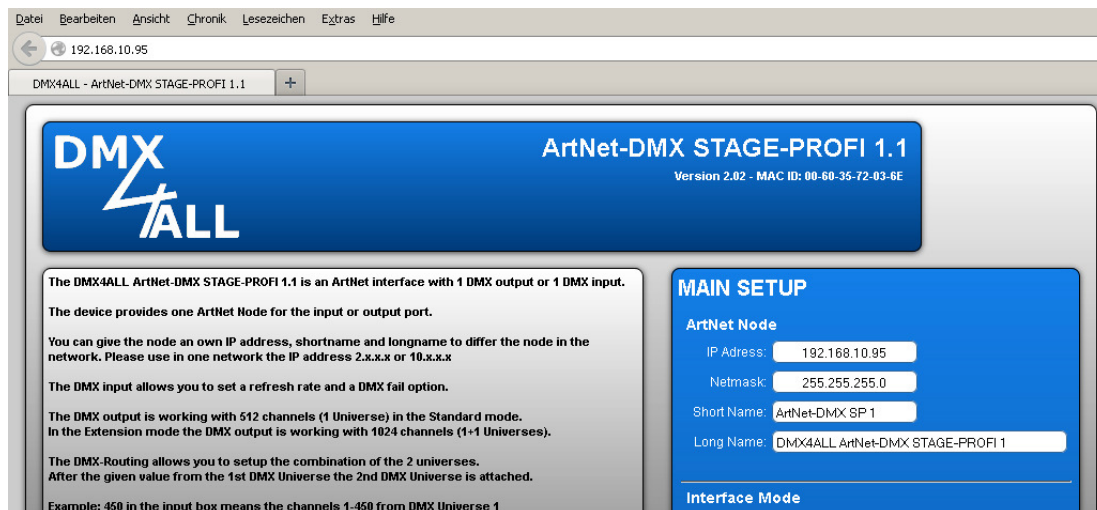 Datei Bearbeiten Ansicht Chronik Lesezeichen Extras Hilfe
192.168.10.95
DMX4ALL - ArtNet-DMX STAGE-PROFI 1.1 +
DMX
4ALL
ArtNet-DMX STAGE-PROFI 1.1
Version 2.02 - MAC ID: 00-60-35-72-03-6E
The DMX4ALL ArtNet-DMX STAGE-PROFI 1.1 is an ArtNet interface with 1 DMX output or 1 DMX input.
The device provides one ArtNet Node for the input or output port.
You can give the node an own IP address, shortname and longname to differ the node in the
network. Please use in one network the IP address 2.x.x.x or 10.x.x.x
The DMX input allows you to set a refresh rate and a DMX fail option.
The DMX output is working with 512 channels (1 Universe) in the Standard mode.
In the Extension mode the DMX output is working with 1024 channels (1+1 Universes).
The DMX-Routing allows you to setup the combination of the 2 universes.
After the given value from the 1st DMX Universe the 2nd DMX Universe is attached.
Example: 450 in the input box means the channels 1-450 from DMX Universe 1
MAIN SETUP
ArtNet Node
IP Adress: 192.168.10.95
Netmask: 255.255.255.0
Short Name: ArtNet-DMX SP 1
Long Name: DMX4ALL ArtNet-DMX STAGE-PROFI 1
Interface Mode